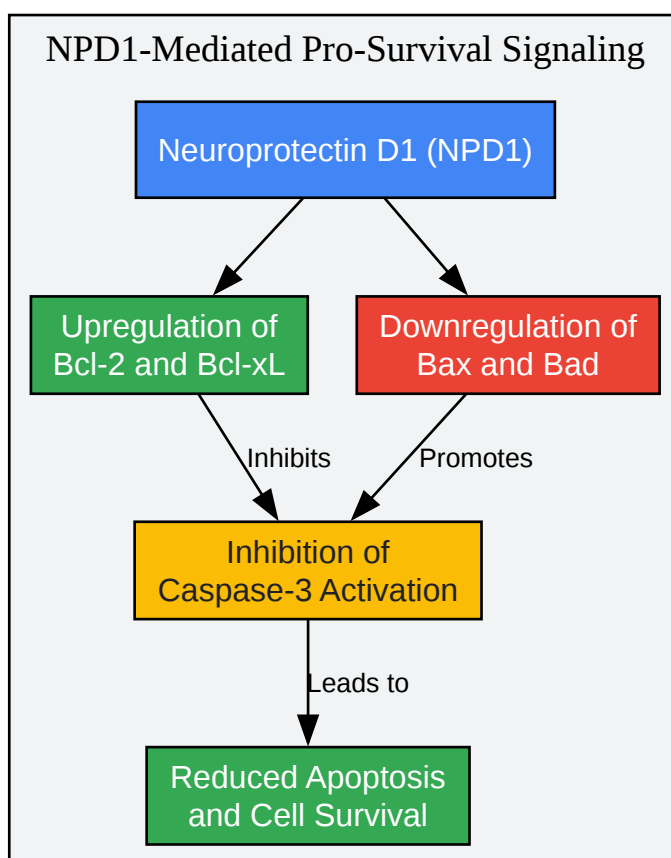 NPD1-Mediated Pro-Survival Signaling
Neuroprotectin D1 (NPD1)
Upregulation of
Bcl-2 and Bcl-xL
Downregulation of
Bax and Bad
Inhibits
Promotes
Inhibition of
Caspase-3 Activation
Leads to
Reduced Apoptosis
and Cell Survival